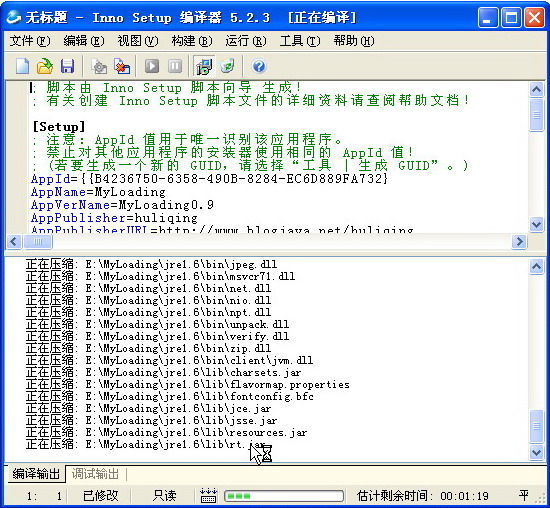 无标题 - Inno Setup 编译器 5.2.3 [正在编译]
文件(F) 编辑(E) 视图(V) 构建(B) 运行(R) 工具(T) 帮助(H)
; 脚本由 Inno Setup 脚本向导 生成！
; 有关创建 Inno Setup 脚本文件的详细资料请查阅帮助文档！
[Setup]
; 注意: AppId 值用于唯一识别该应用程序。
; 禁止对其他应用程序的安装器使用相同的 AppId 值！
; (若要生成一个新的 GUID，请选择“工具 | 生成 GUID”。)
AppId={{B4236750-6358-490B-8284-EC6D889FA732}
AppName=MyLoading
AppVerName=MyLoading0.9
AppPublisher=huliqing
AppPublisherURL=http://www.blogjava.net/huliqing
正在压缩: E:\MyLoading\jre1.6\bin\jpeg.dll
正在压缩: E:\MyLoading\jre1.6\bin\msvcr71.dll
正在压缩: E:\MyLoading\jre1.6\bin\net.dll
正在压缩: E:\MyLoading\jre1.6\bin\nio.dll
正在压缩: E:\MyLoading\jre1.6\bin\npt.dll
正在压缩: E:\MyLoading\jre1.6\bin\unpack.dll
正在压缩: E:\MyLoading\jre1.6\bin\verify.dll
正在压缩: E:\MyLoading\jre1.6\bin\zip.dll
正在压缩: E:\MyLoading\jre1.6\bin\client\jvm.dll
正在压缩: E:\MyLoading\jre1.6\lib\charsets.jar
正在压缩: E:\MyLoading\jre1.6\lib\flavormap.properties
正在压缩: E:\MyLoading\jre1.6\lib\fontconfig.bfc
正在压缩: E:\MyLoading\jre1.6\lib\jce.jar
正在压缩: E:\MyLoading\jre1.6\lib\jsse.jar
正在压缩: E:\MyLoading\jre1.6\lib\resources.jar
正在压缩: E:\MyLoading\jre1.6\lib\rt.jar
编译输出 调试输出
1: 1 已修改 只读 估计剩余时间: 00:01:19 平